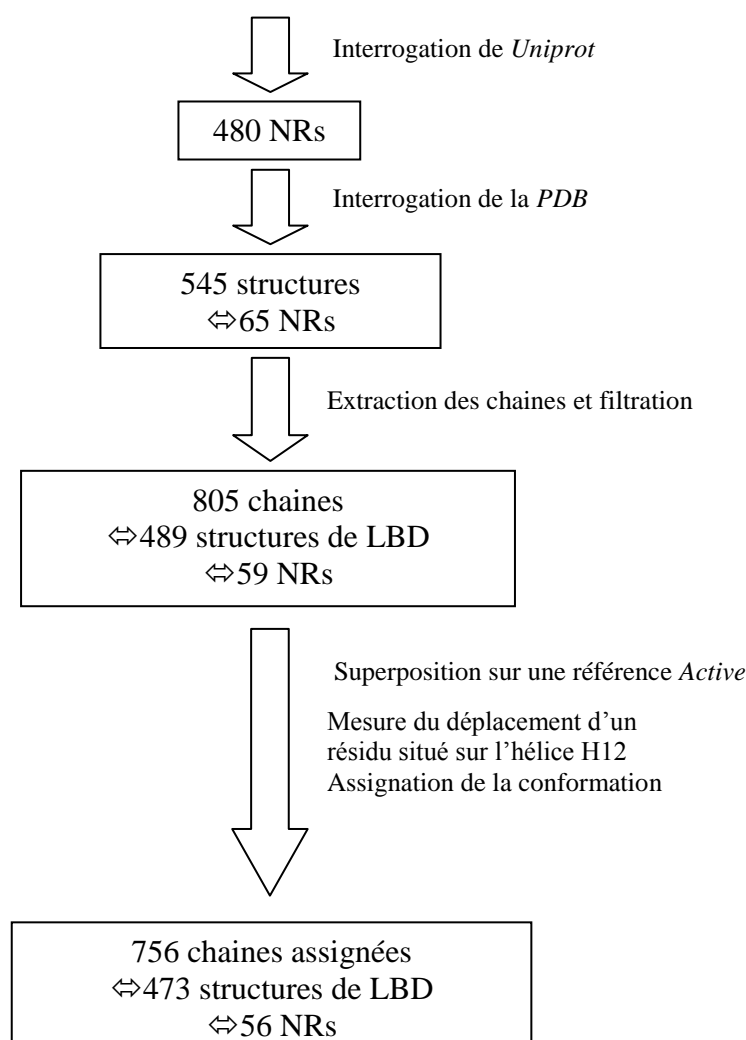 Interrogation de Uniprot
480 NRs
Interrogation de la PDB
545 structures
⇔65 NRs
Extraction des chaines et filtration
805 chaines
⇔489 structures de LBD
⇔59 NRs
Superposition sur une référence Active
Mesure du déplacement d’un
résidu situé sur l’hélice H12
Assignation de la conformation
756 chaines assignées
⇔473 structures de LBD
⇔56 NRs